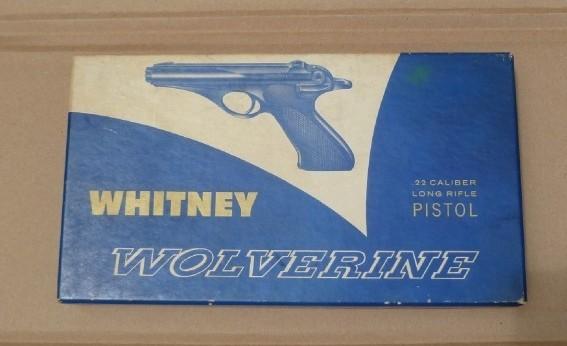 WHITNEY
WOLVERINE
22 CALIBER
LONG RIFLE
PISTOL